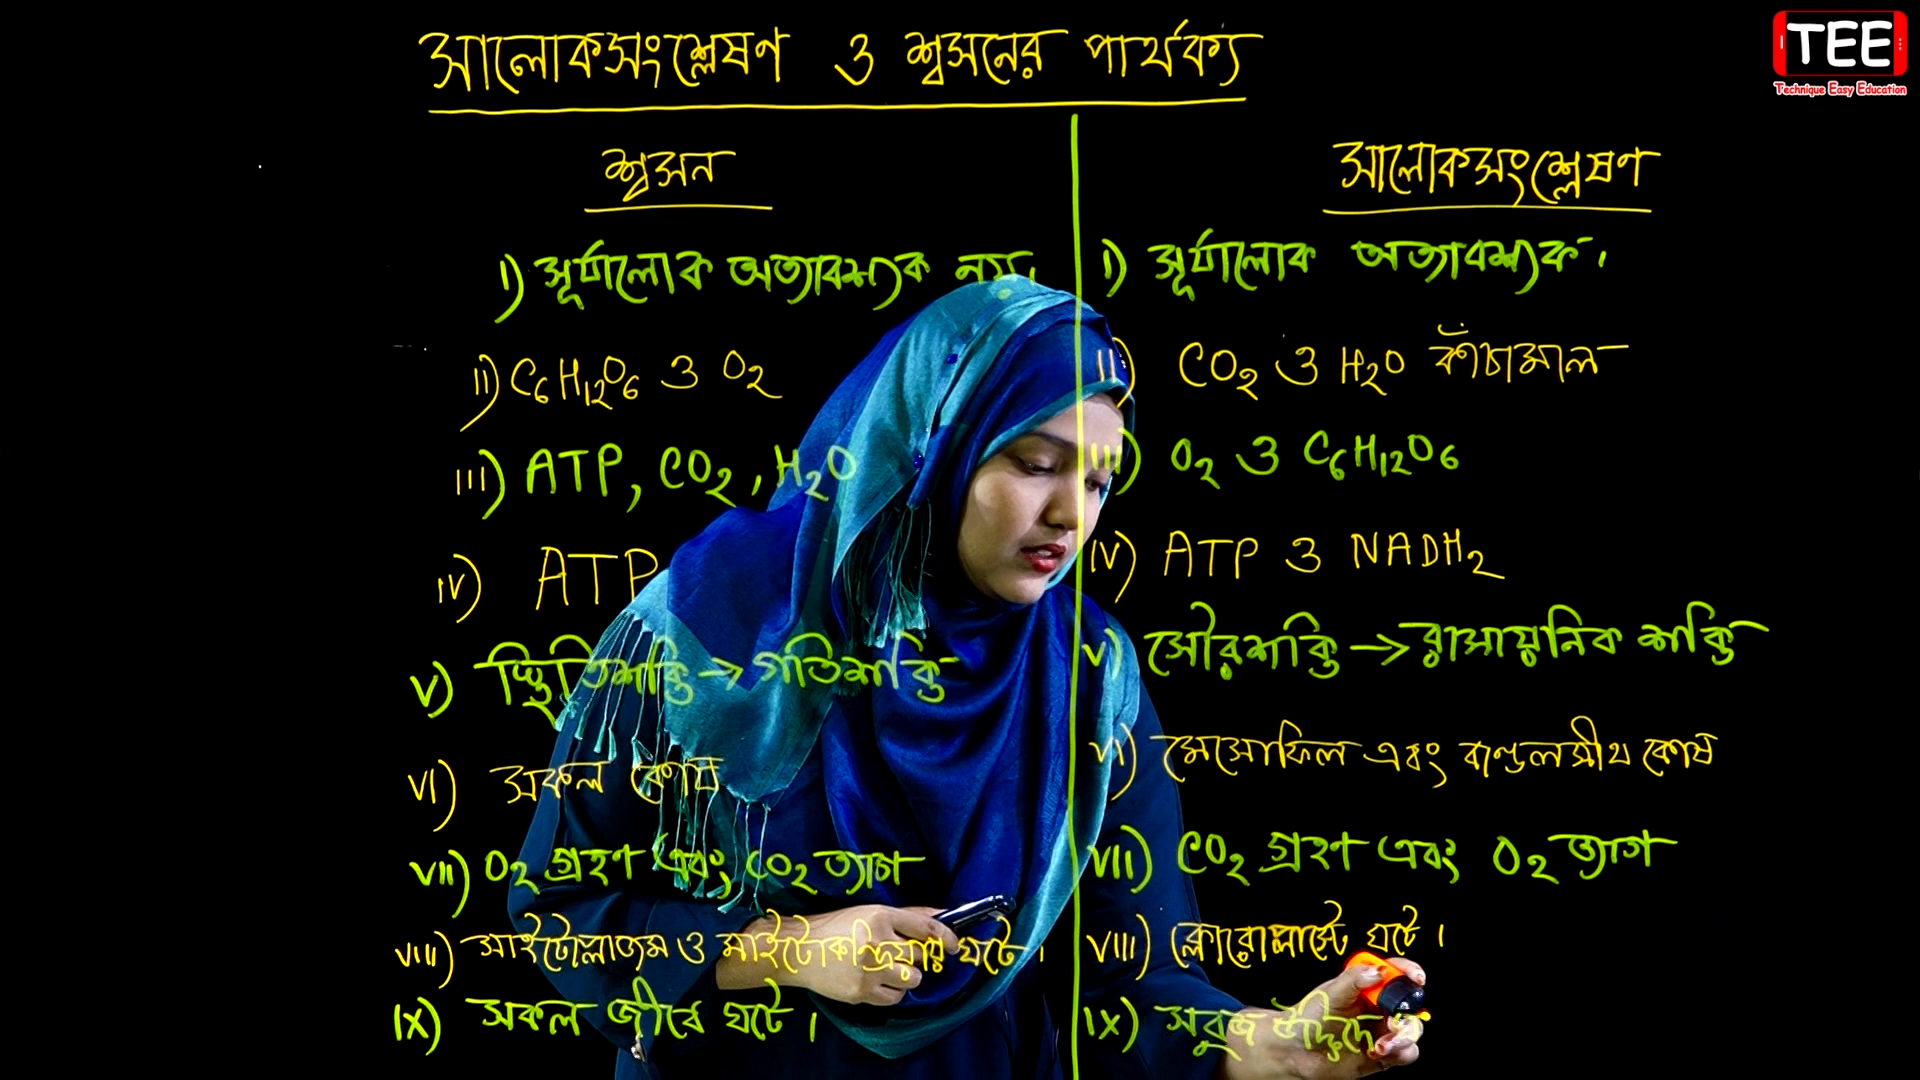 আলোকসংশ্লেষণ ও শ্বসনের পার্থক্য
TEE
Technique Easy Education
শ্বসন
i) সূর্যালোক অত্যাবশ্যক নয়।
ii) C6H12O6 ও O2
iii) ATP, CO2, H2O
iv) ATP
v) স্থিতিশক্তি → গতিশক্তি
vi) সকল কোষ
vii) O2 গ্রহণ এবং CO2 ত্যাগ
viii) সাইটোপ্লাজম ও মাইটোকন্ড্রিয়ায় ঘটে।
ix) সকল জীবে ঘটে।
আলোকসংশ্লেষণ
i) সূর্যালোক অত্যাবশ্যক।
ii) CO2 ও H2O কাঁচামাল
iii) O2 ও C6H12O6
iv) ATP ও NADH2
v) সৌরশক্তি → রাসায়নিক শক্তি
vi) মেসোফিল এবং বান্ডলসীথ কোষ
vii) CO2 গ্রহণ এবং O2 ত্যাগ
viii) ক্লোরোপ্লাস্টে ঘটে।
ix) সবুজ উদ্ভিদে ঘ